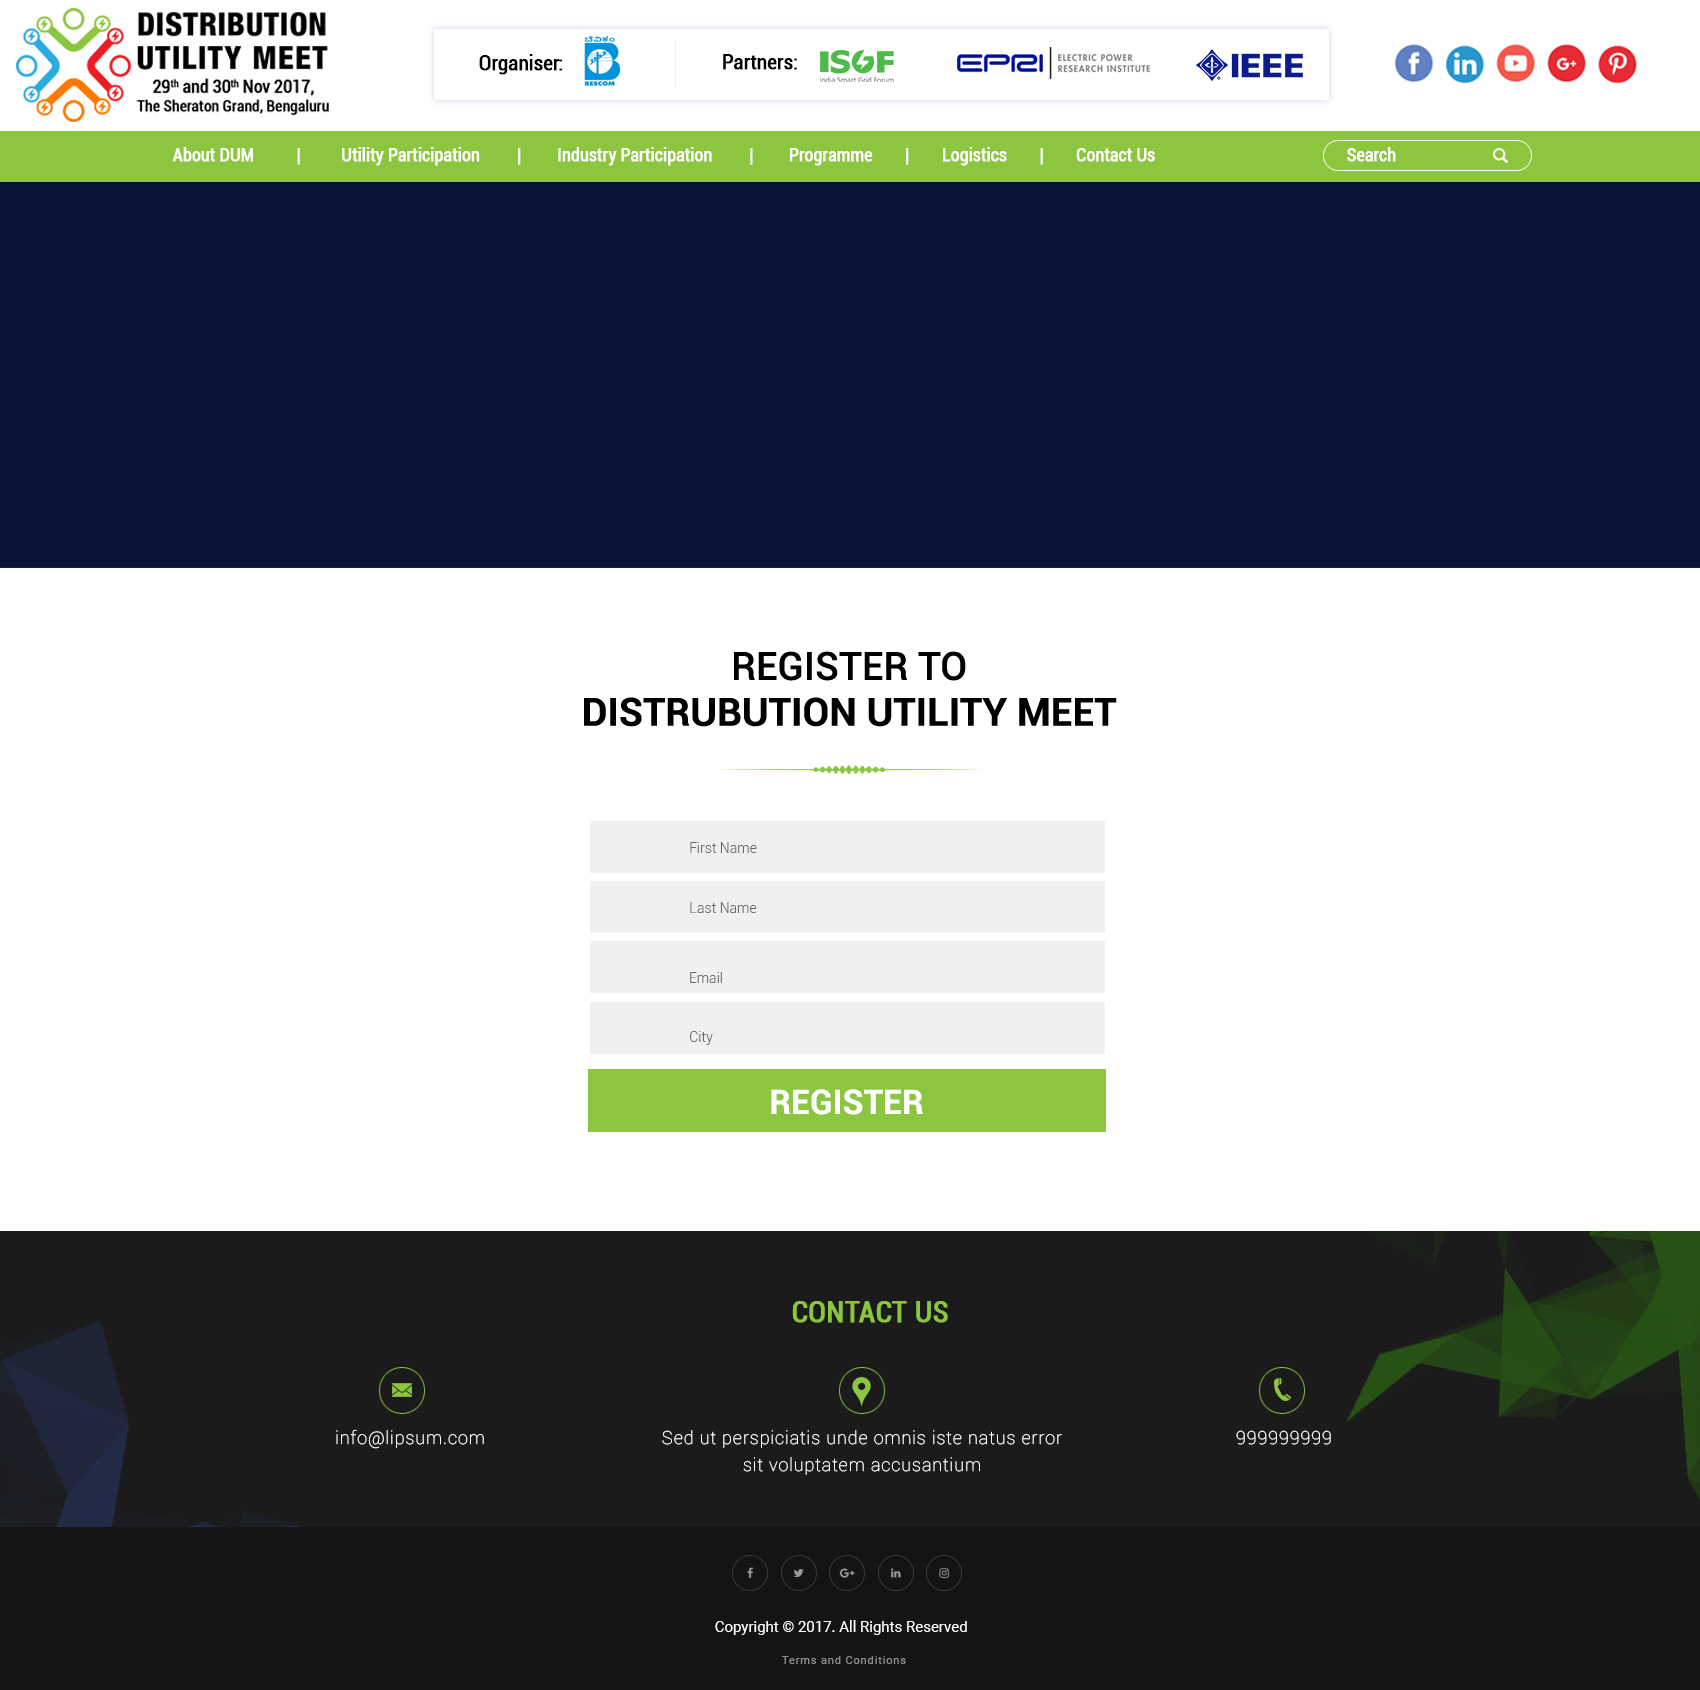 DISTRIBUTION
UTILITY MEET
29th and 30th Nov 2017,
The Sheraton Grand, Bengaluru
Organiser:
ಬೆವಿಕಂ
BESCOM
Partners:
ISGF
India Smart Grid Forum
EPRI
ELECTRIC POWER
RESEARCH INSTITUTE
IEEE
f
in
G+
About DUM | Utility Participation | Industry Participation | Programme | Logistics | Contact Us
Search
REGISTER TO
DISTRUBUTION UTILITY MEET
First Name
Last Name
Email
City
REGISTER
CONTACT US
info@lipsum.com
Sed ut perspiciatis unde omnis iste natus error
sit voluptatem accusantium
999999999
f
G+
in
Copyright © 2017. All Rights Reserved
Terms and Conditions